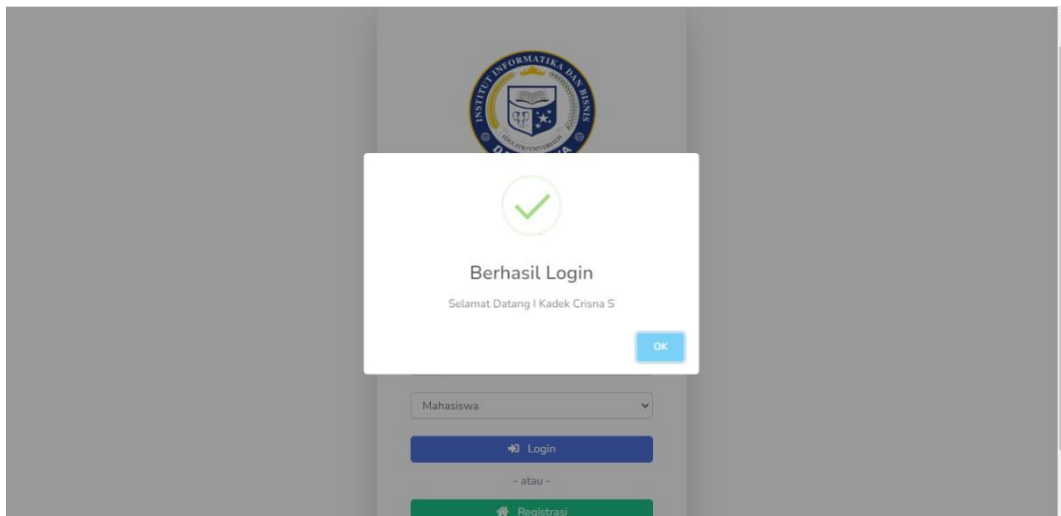 INSTITUT INFORMATIKA DAN BISNIS
Berhasil Login
Selamat Datang I Kadek Crisna S
OK
Mahasiswa
Login
- atau -
Registrasi